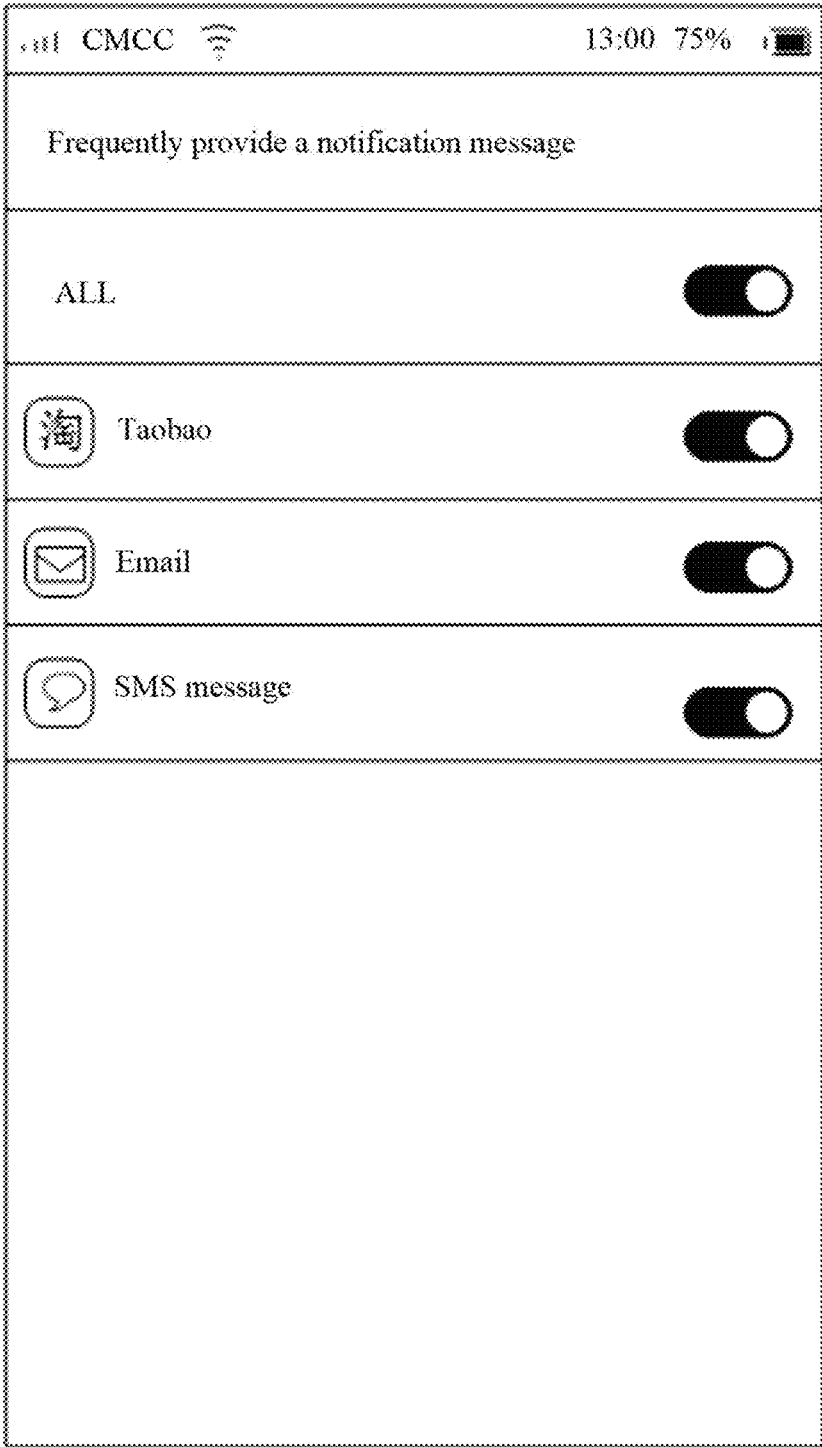 CMCC 13:00 75%
Frequently provide a notification message
ALL
淘 Taobao
Email
SMS message